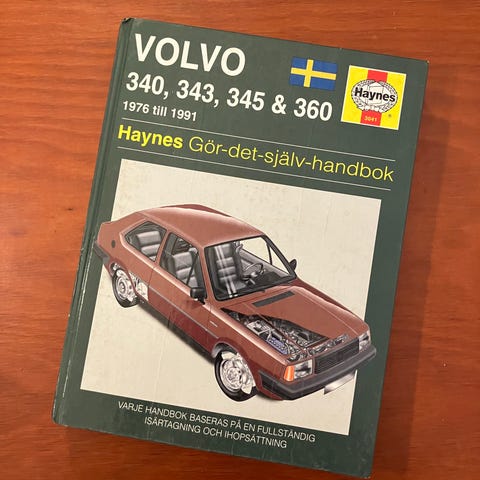 VOLVO
340, 343, 345 & 360
1976 till 1991
Haynes
3041
Haynes Gör-det-själv-handbok
VARJE HANDBOK BASERAS PÅ EN FULLSTÄNDIG
ISÄRTAGNING OCH IHOPSÄTTNING